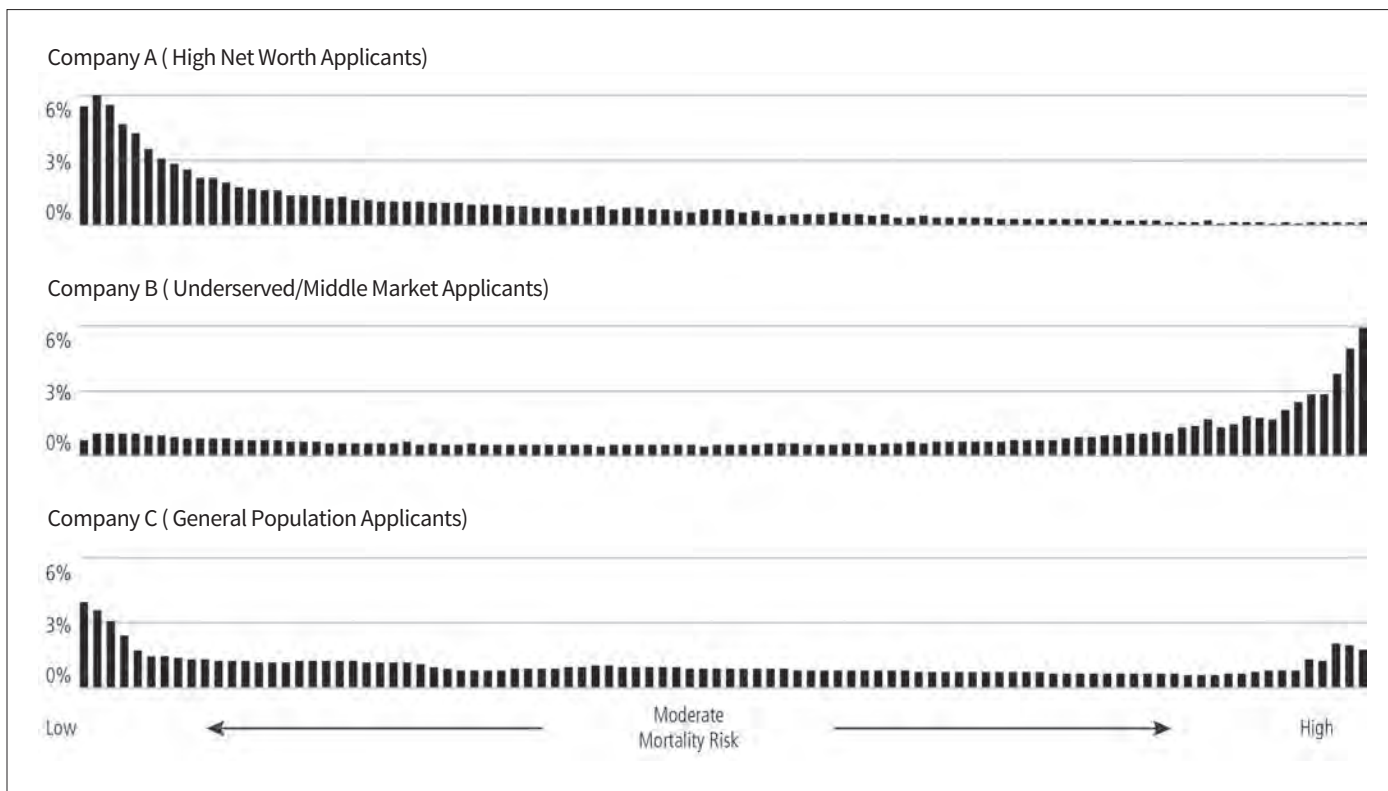 Company A ( High Net Worth Applicants)
6%
3%
0%
Company B ( Underserved/Middle Market Applicants)
6%
3%
0%
Company C ( General Population Applicants)
6%
3%
0%
Low
Moderate
Mortality Risk
High